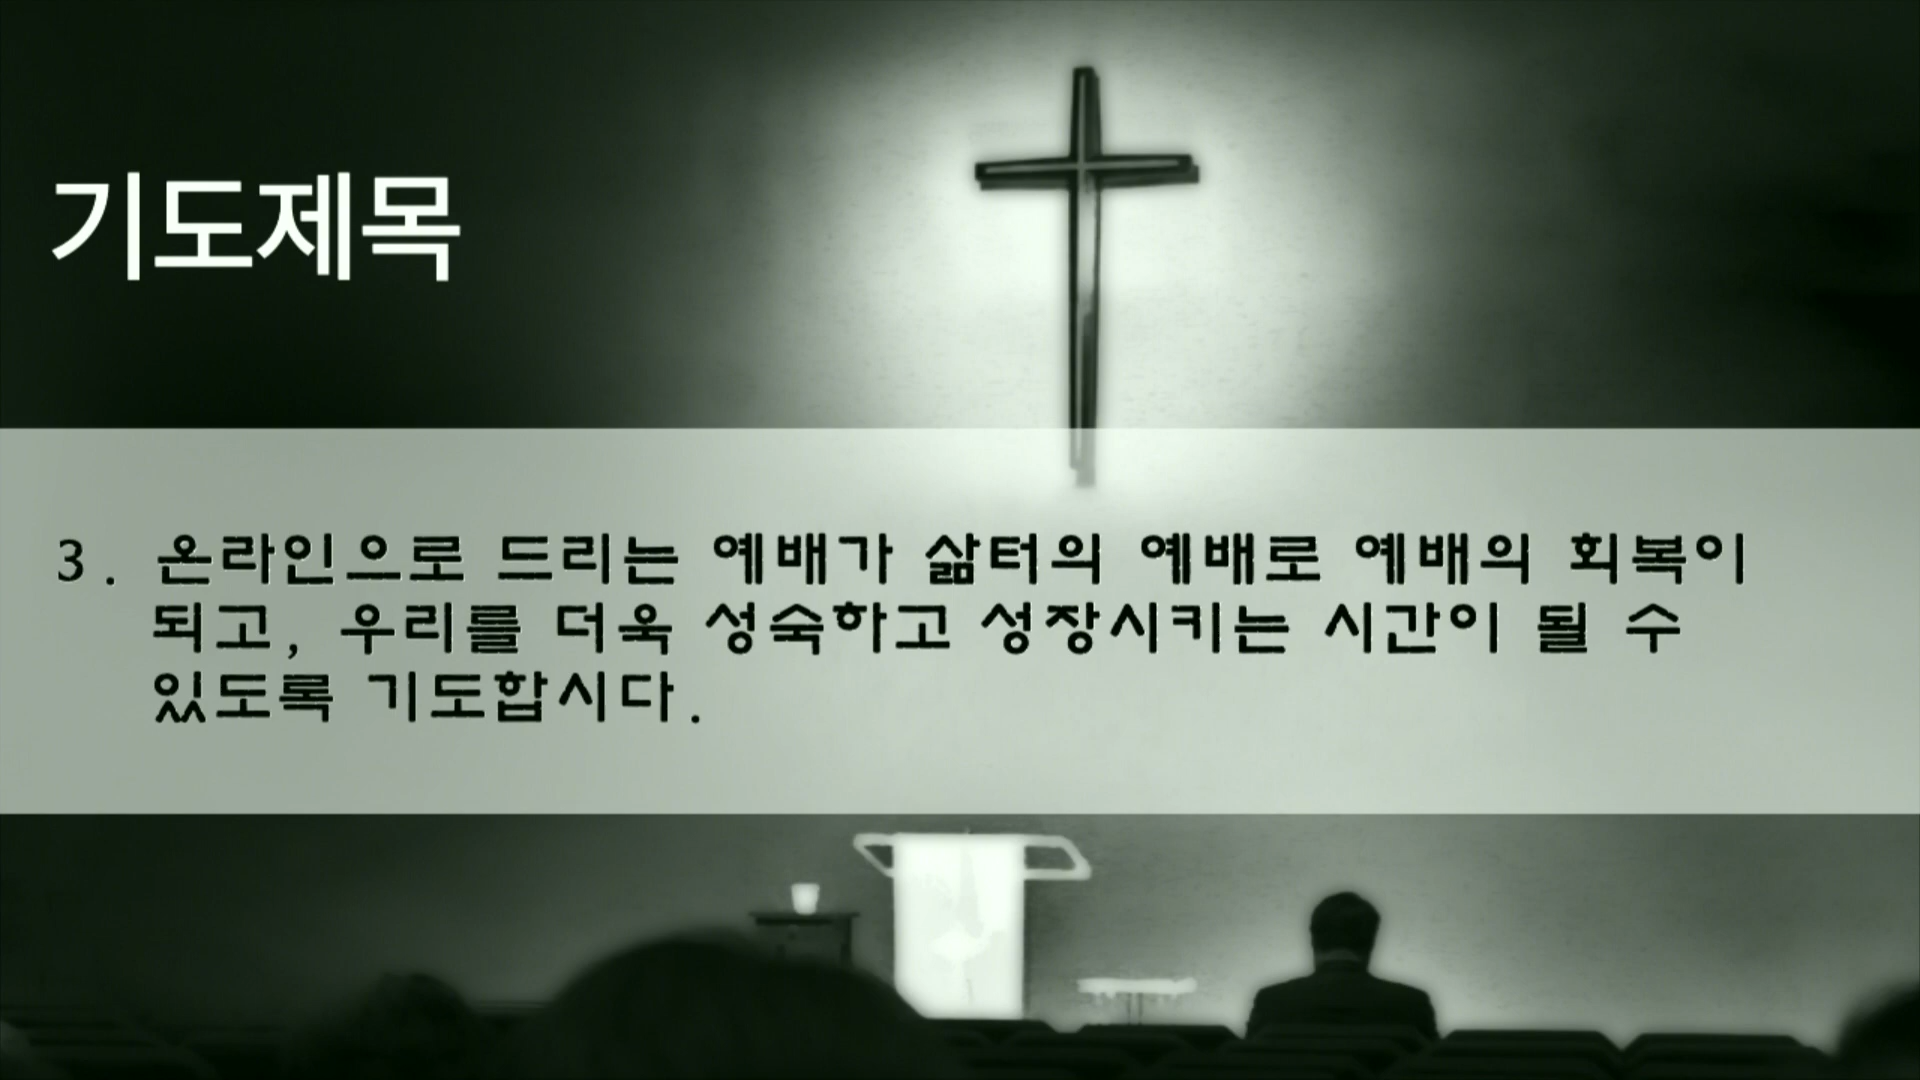 기도제목
3. 온라인으로 드리는 예배가 삶터의 예배로 예배의 회복이
되고, 우리를 더욱 성숙하고 성장시키는 시간이 될 수
있도록 기도합시다.